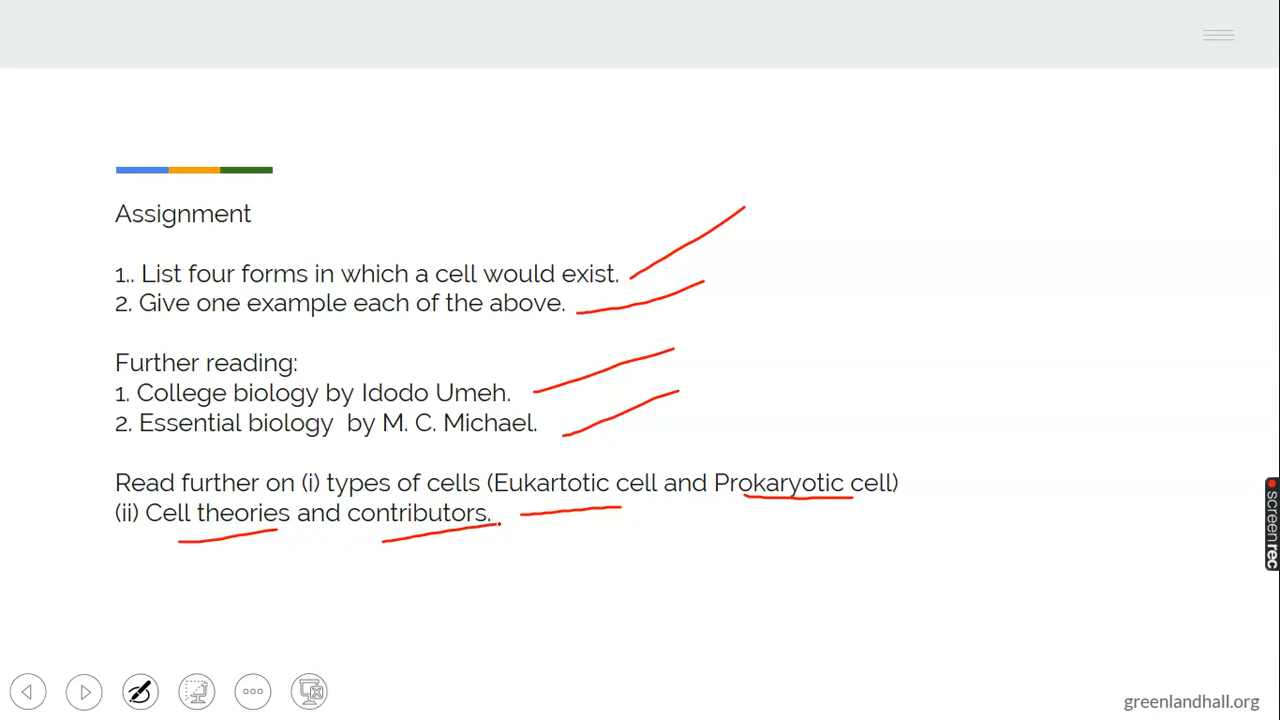 Assignment
1.. List four forms in which a cell would exist.
2. Give one example each of the above.
Further reading:
1. College biology by Idodo Umeh.
2. Essential biology by M. C. Michael.
Read further on (i) types of cells (Eukartotic cell and Prokaryotic cell)
(ii) Cell theories and contributors.
screenrec
greenlandhall.org